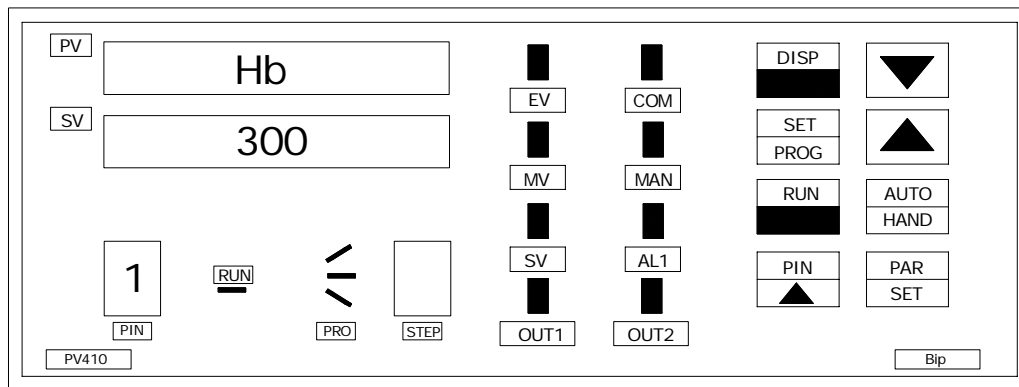 PV
Hb
SV
300
EV
COM
MV
MAN
SV
AL1
OUT1
OUT2
DISP
SET
PROG
RUN
AUTO
HAND
PIN
PAR
SET
1
RUN
PIN
PRO
STEP
PV410
Bip